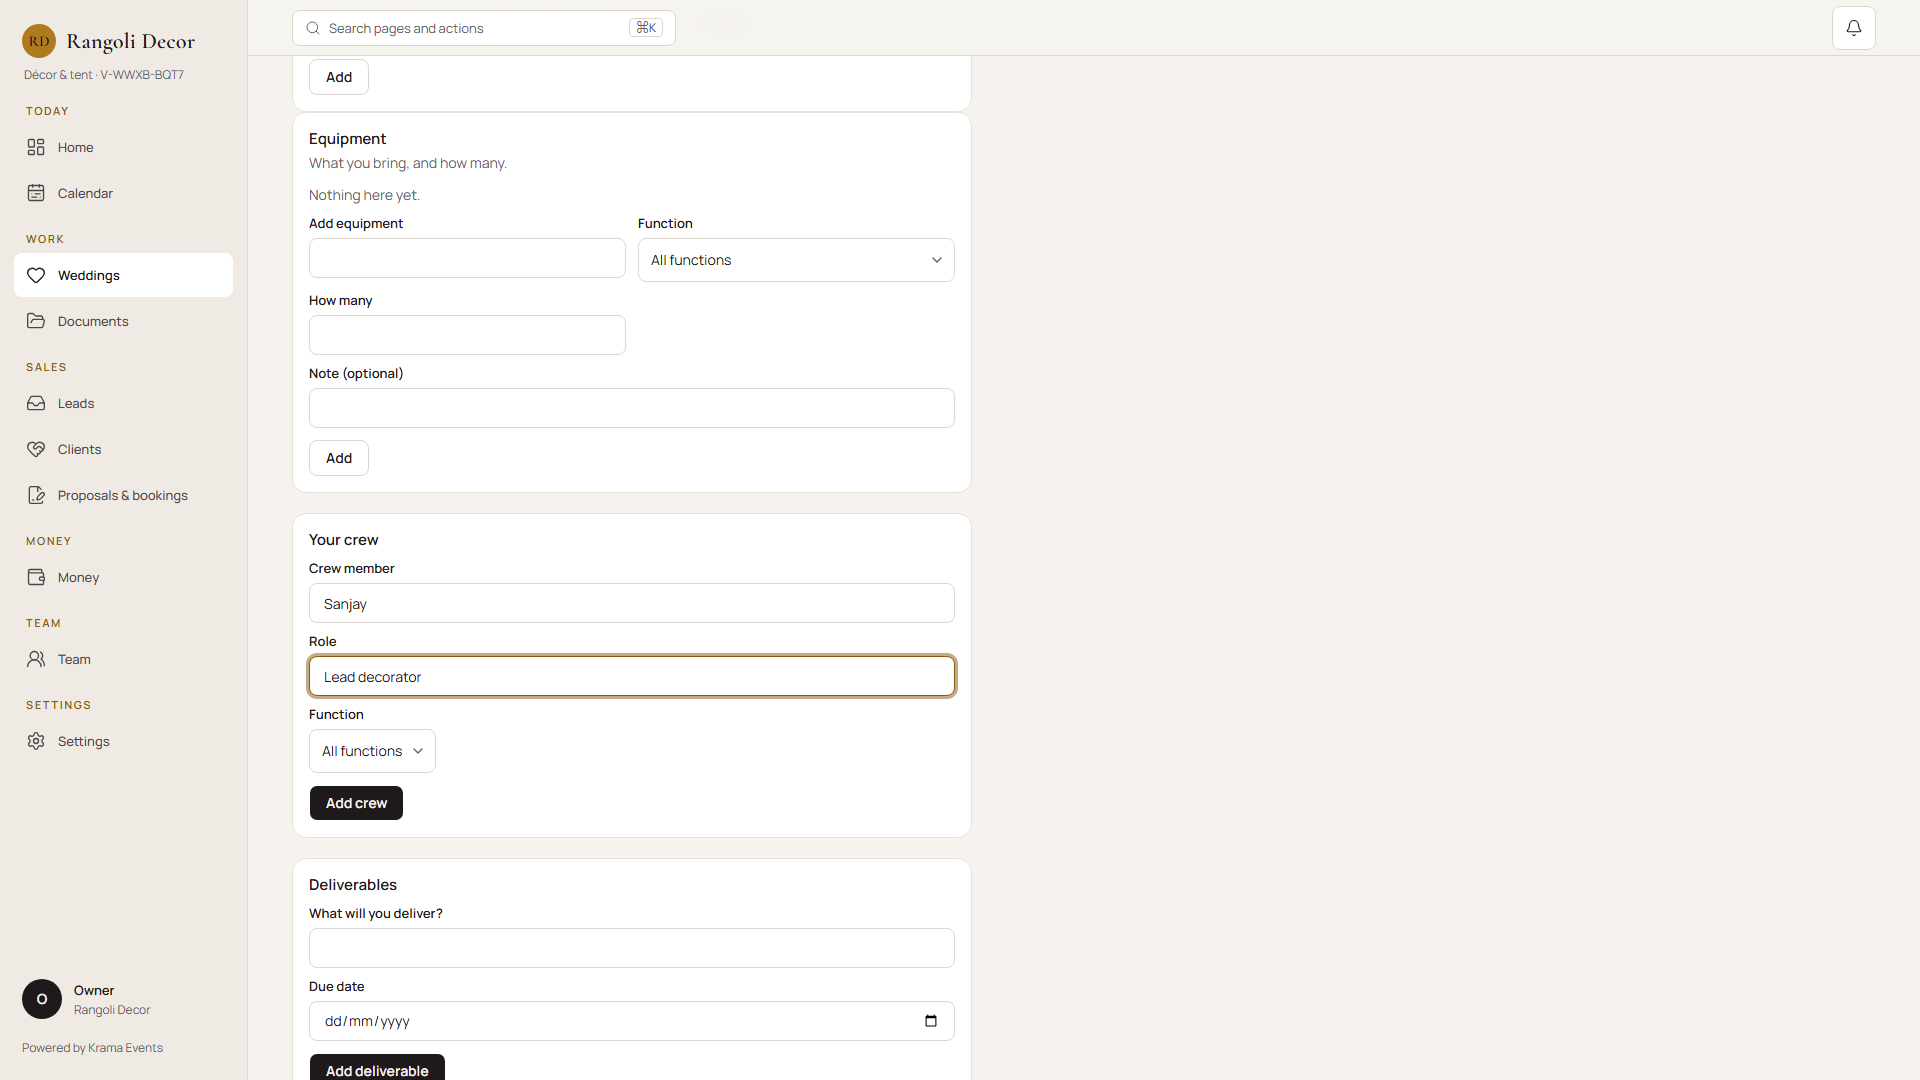 RD Rangoli Decor
Décor & tent · V-WWXB-BQT7
TODAY
Home
Calendar
WORK
Weddings
Documents
SALES
Leads
Clients
Proposals & bookings
MONEY
Money
TEAM
Team
SETTINGS
Settings
O
Owner
Rangoli Decor
Powered by Krama Events
Search pages and actions ⌘K
Add
Equipment
What you bring, and how many.
Nothing here yet.
Add equipment Function
All functions
How many
Note (optional)
Add
Your crew
Crew member
Sanjay
Role
Lead decorator
Function
All functions
Add crew
Deliverables
What will you deliver?
Due date
dd/mm/yyyy
Add deliverable